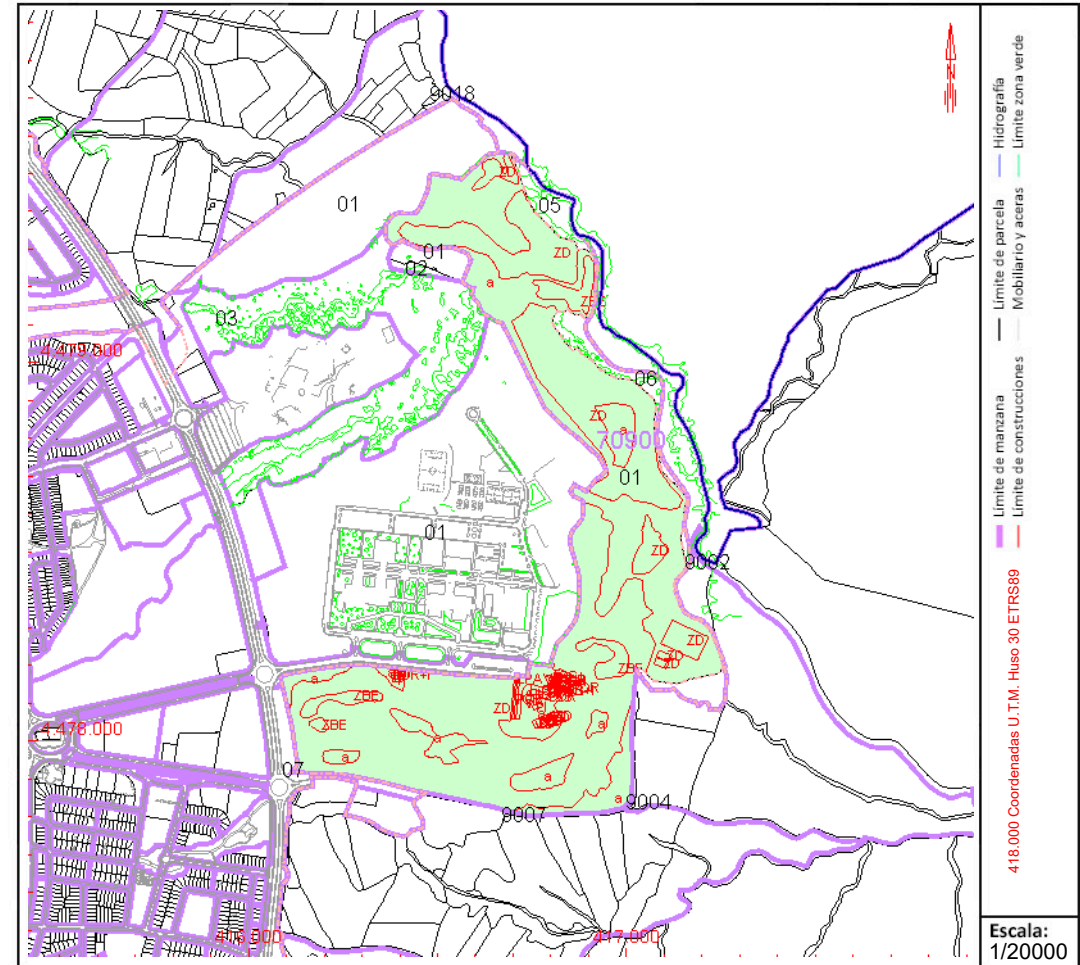 9018
N
ZD
05
01
01
02
ZD
a
03
4.479.000
06
ZD
a
70900
01
01
ZD
9002
ZD
ZD
ZD
ZBE
a
ZBE
ZD
ZBE
a
a
4.478.000
a
07
a
a
9004
9007
416.000
417.000
Límite de manzana
Límite de parcela
Hidrografía
418.000 Coordenadas U.T.M. Huso 30 ETRS89
Límite de construcciones
Mobiliario y aceras
Límite zona verde
Escala:
1/20000